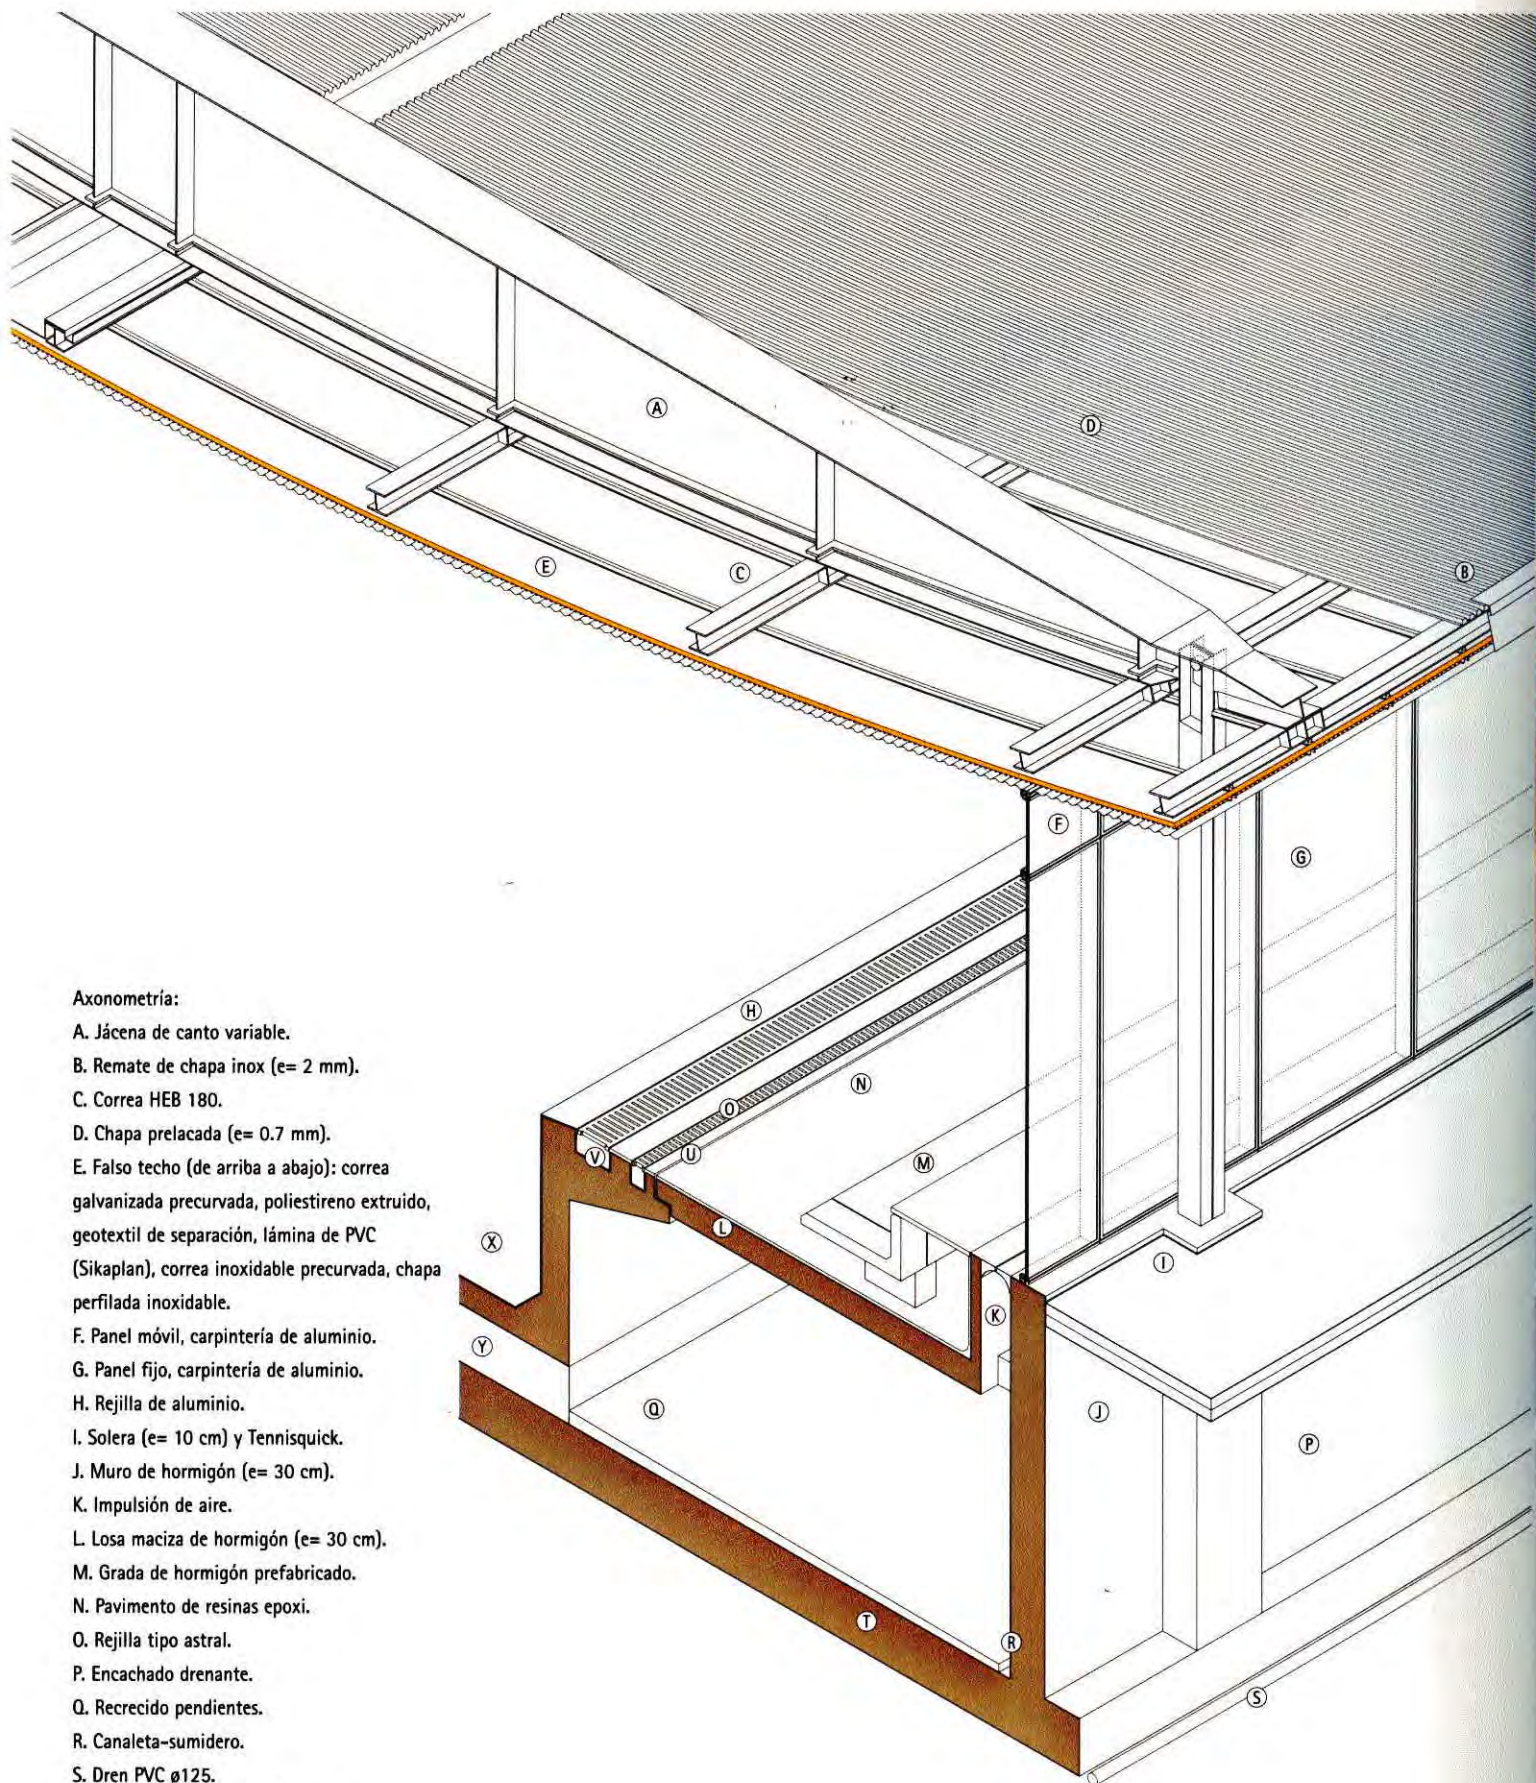 A
D
B
E
C
F
G
H
N
O
U
V
M
L
X
I
K
Y
Q
J
P
T
R
S
Axonometría:
A. Jácena de canto variable.
B. Remate de chapa inox (e= 2 mm).
C. Correa HEB 180.
D. Chapa prelacada (e= 0.7 mm).
E. Falso techo (de arriba a abajo): correa
galvanizada precurvada, poliestireno extruido,
geotextil de separación, lámina de PVC
(Sikaplan), correa inoxidable precurvada, chapa
perfilada inoxidable.
F. Panel móvil, carpintería de aluminio.
G. Panel fijo, carpintería de aluminio.
H. Rejilla de aluminio.
I. Solera (e= 10 cm) y Tennisquick.
J. Muro de hormigón (e= 30 cm).
K. Impulsión de aire.
L. Losa maciza de hormigón (e= 30 cm).
M. Grada de hormigón prefabricado.
N. Pavimento de resinas epoxi.
O. Rejilla tipo astral.
P. Encachado drenante.
Q. Recrecido pendientes.
R. Canaleta-sumidero.
S. Dren PVC ø125.